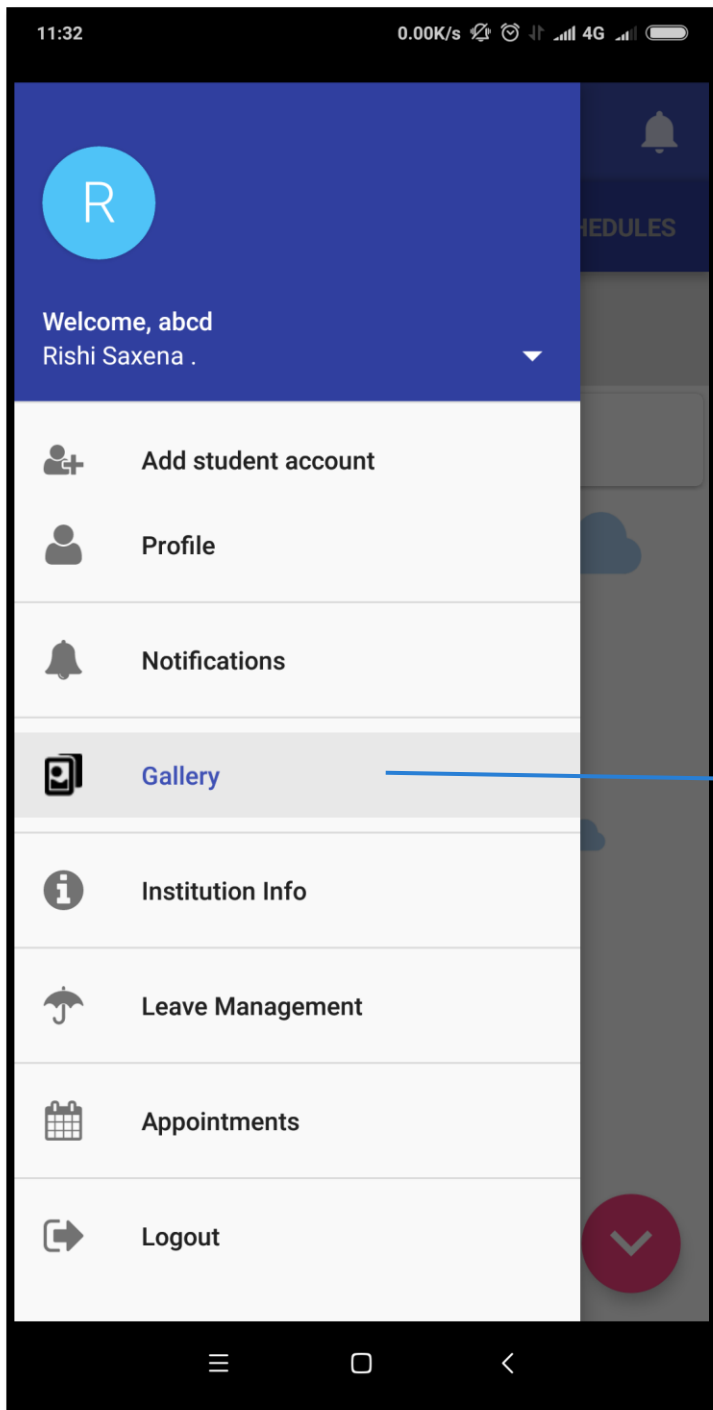 11:32
0.00K/s 4G
HEDULES
R
Welcome, abcd
Rishi Saxena .
Add student account
Profile
Notifications
Gallery
Institution Info
Leave Management
Appointments
Logout